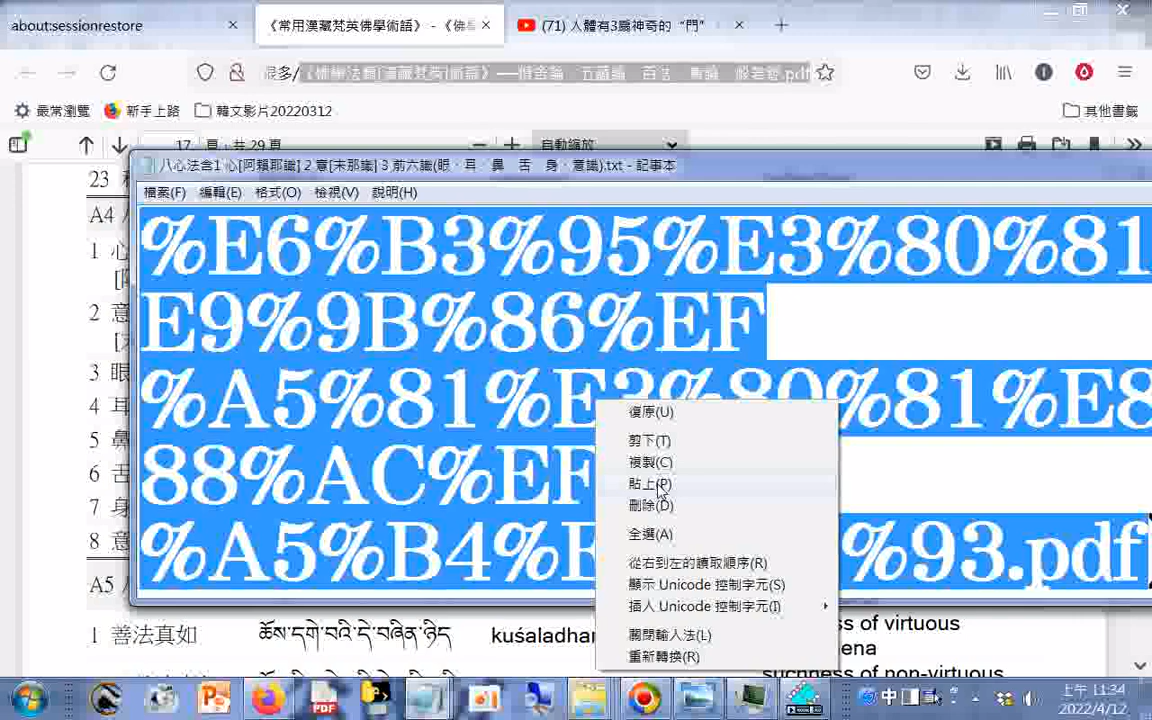 about:sessionrestore
《常用漢藏梵英佛學術語》 - 《佛
(71) 人體有3扇神奇的“門”
很多/
.pdf
最常瀏覽
新手上路
韓文影片20220312
其他書籤
17 頁，共 29 頁
自動縮放
23
八心法含1 心[阿賴耶識] 2 意[末那識] 3 前六識(眼、耳、鼻、舌、身、意識).txt - 記事本
檔案(F) 編輯(E) 格式(O) 檢視(V) 說明(H)
A4
1 心
2 意
3 眼
4 耳
5 鼻
6 舌
7 身
8 意
A5
%E6%B3%95%E3%80%81
E9%9B%86%EF
%A5%81%E3%80%81%E8
88%AC%EF
%A5%B4%E
%93.pdf
復原(U)
剪下(T)
複製(C)
貼上(P)
刪除(D)
全選(A)
從右到左的讀取順序(R)
顯示 Unicode 控制字元(S)
插入 Unicode 控制字元(I)
關閉輸入法(L)
重新轉換(R)
1 善法真如 ཆོས་དགེ་བའི་དེ་བཞིན་ཉིད kuśaladhar
ss of virtuous
ena
suchness of non-virtuous
中
上午 11:34
2022/4/12